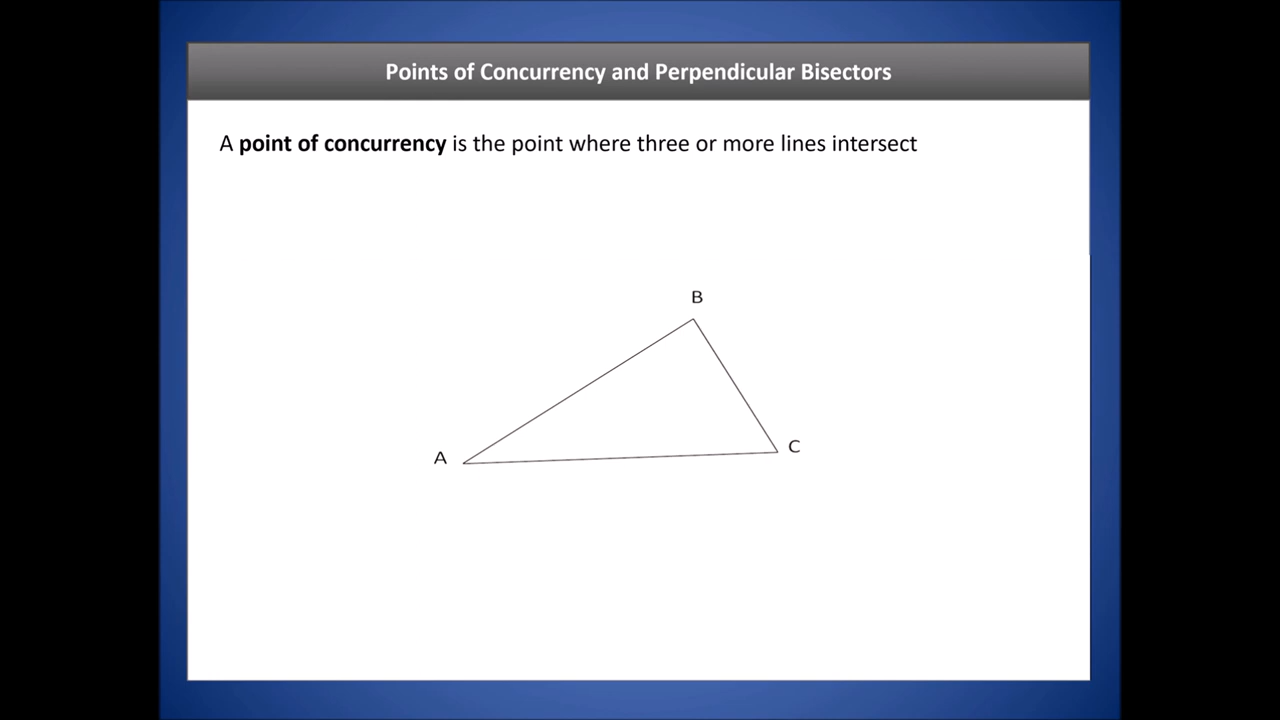 Points of Concurrency and Perpendicular Bisectors
A point of concurrency is the point where three or more lines intersect
B
A
C